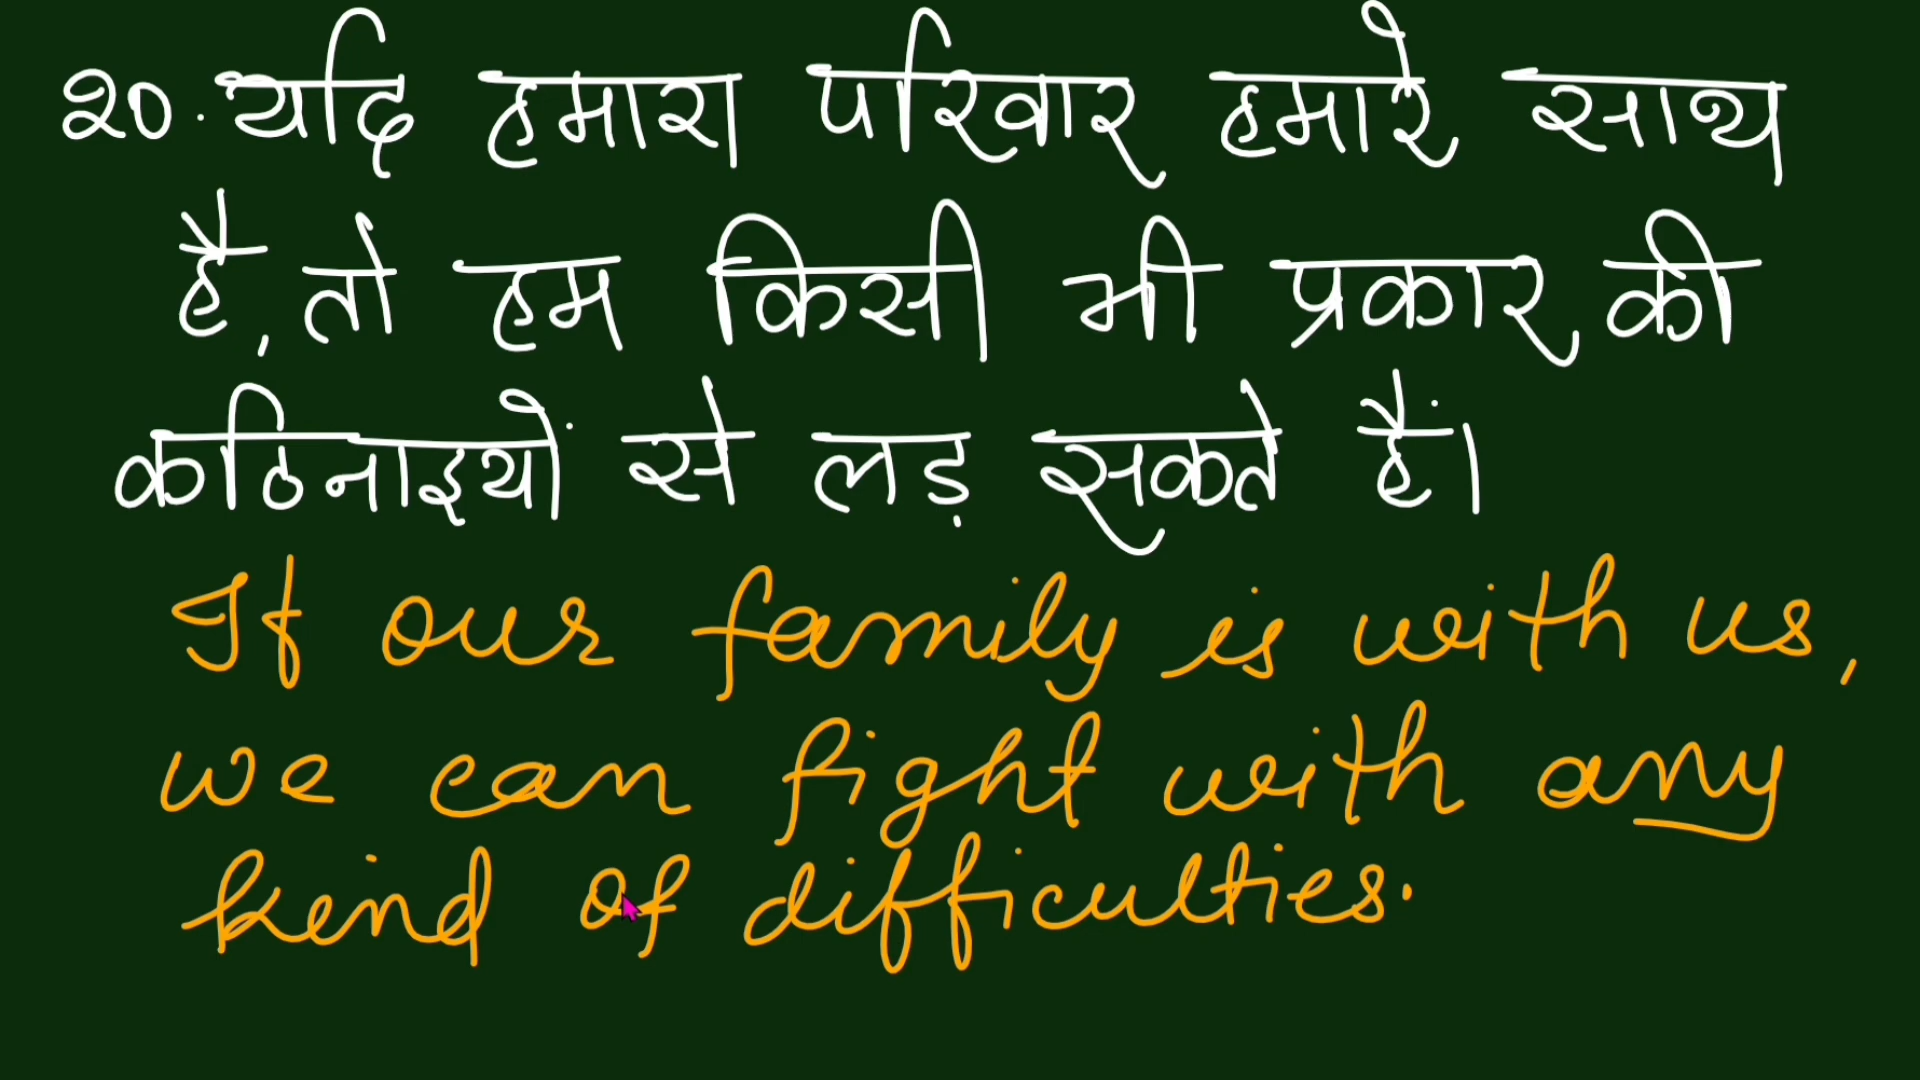 २०. यदि हमारा परिवार हमारे साथ
है, तो हम किसी भी प्रकार की
कठिनाइयों से लड़ सकते हैं।
If our family is with us,
we can fight with any
kind of difficulties.